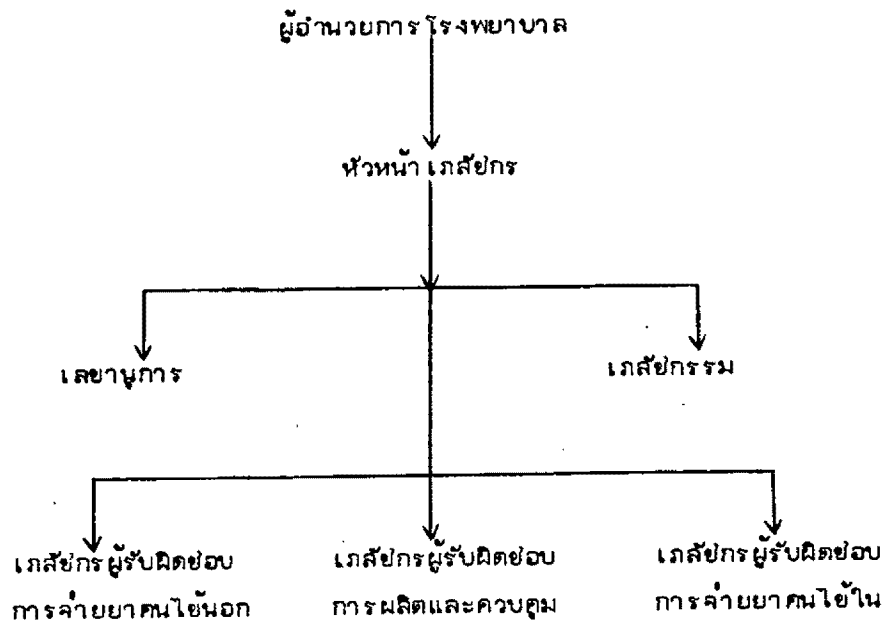 ผู้อำนวยการโรงพยาบาล
หัวหน้าเภสัชกร
เลขานุการ
เภสัชกรรม
เภสัชกรผู้รับผิดชอบ
การจ่ายยาคนไข้นอก
เภสัชกรผู้รับผิดชอบ
การผลิตและควบคุม
เภสัชกรผู้รับผิดชอบ
การจ่ายยาคนไข้ใน